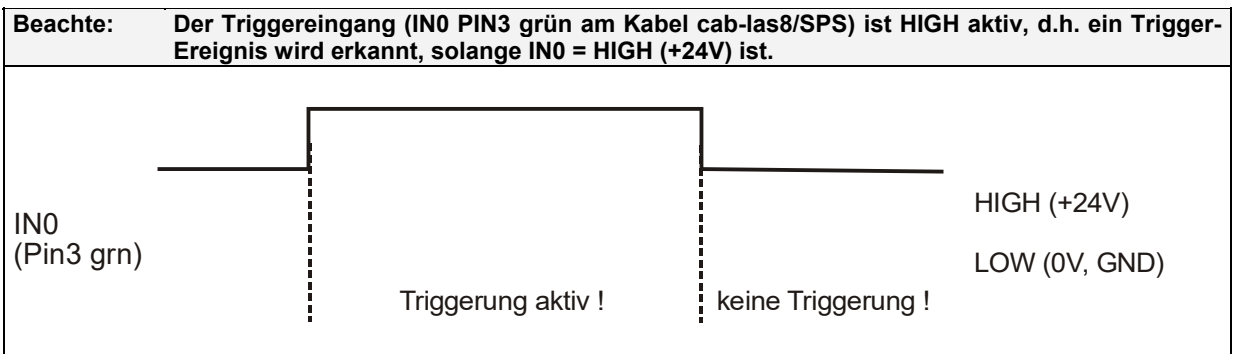 Beachte: Der Triggereingang (IN0 PIN3 grün am Kabel cab-las8/SPS) ist HIGH aktiv, d.h. ein Trigger-
Ereignis wird erkannt, solange IN0 = HIGH (+24V) ist.
HIGH (+24V)
IN0
(Pin3 grn)
LOW (0V, GND)
Triggerung aktiv !
keine Triggerung !